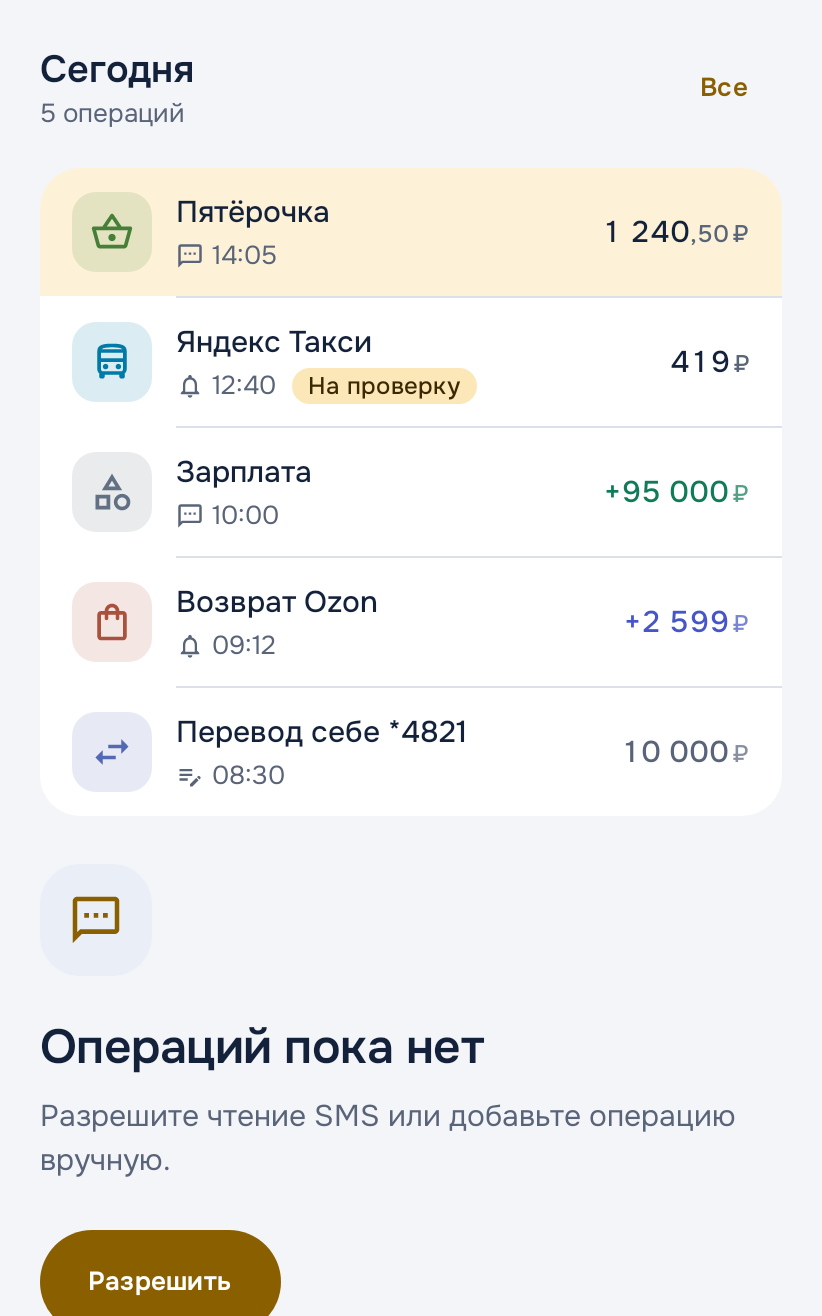 Сегодня
Все
5 операций
Пятёрочка
1 240,50 ₽
14:05
Яндекс Такси
419 ₽
12:40 На проверку
Зарплата
+95 000 ₽
10:00
Возврат Ozon
+2 599 ₽
09:12
Перевод себе *4821
10 000 ₽
08:30
Операций пока нет
Разрешите чтение SMS или добавьте операцию
вручную.
Разрешить